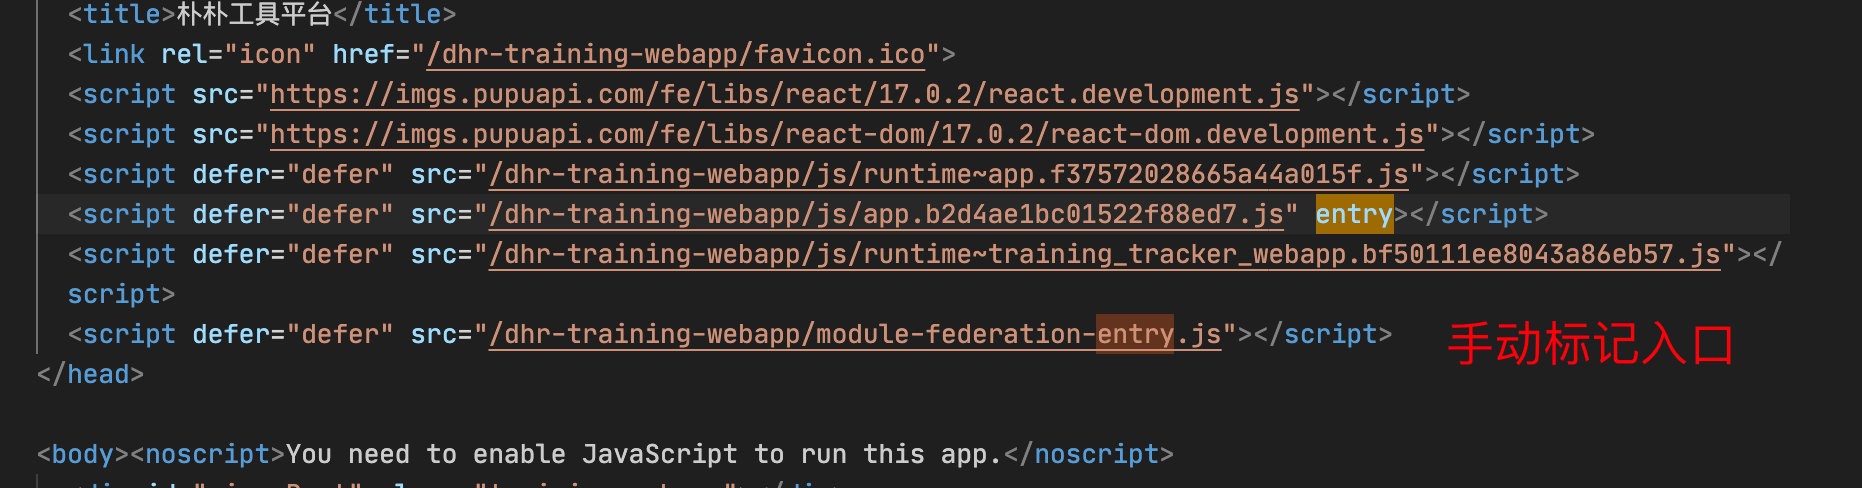 <title>朴朴工具平台</title>
<link rel="icon" href="/dhr-training-webapp/favicon.ico">
<script src="https://imgs.pupuapi.com/fe/libs/react/17.0.2/react.development.js"></script>
<script src="https://imgs.pupuapi.com/fe/libs/react-dom/17.0.2/react-dom.development.js"></script>
<script defer="defer" src="/dhr-training-webapp/js/runtime~app.f37572028665a44a015f.js"></script>
<script defer="defer" src="/dhr-training-webapp/js/app.b2d4ae1bc01522f88ed7.js" entry></script>
<script defer="defer" src="/dhr-training-webapp/js/runtime~training_tracker_webapp.bf50111ee8043a86eb57.js"></
script>
<script defer="defer" src="/dhr-training-webapp/module-federation-entry.js"></script>
手动标记入口
</head>
<body><noscript>You need to enable JavaScript to run this app.</noscript>